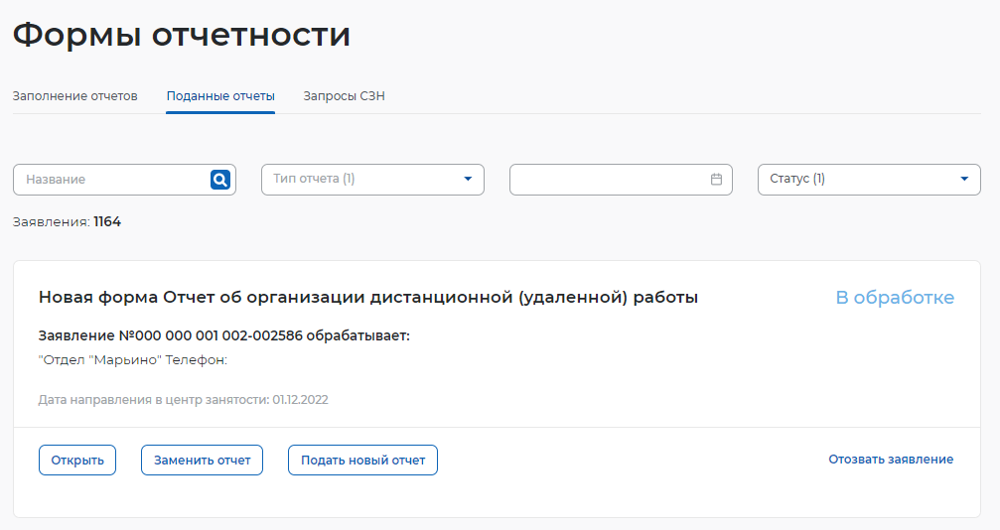 Формы отчетности
Заполнение отчетов Поданные отчеты Запросы СЗН
Название Тип отчета (1) Статус (1)
Заявления: 1164
Новая форма Отчет об организации дистанционной (удаленной) работы В обработке
Заявление №000 000 001 002-002586 обрабатывает:
"Отдел "Марьино" Телефон:
Дата направления в центр занятости: 01.12.2022
Открыть Заменить отчет Подать новый отчет Отозвать заявление